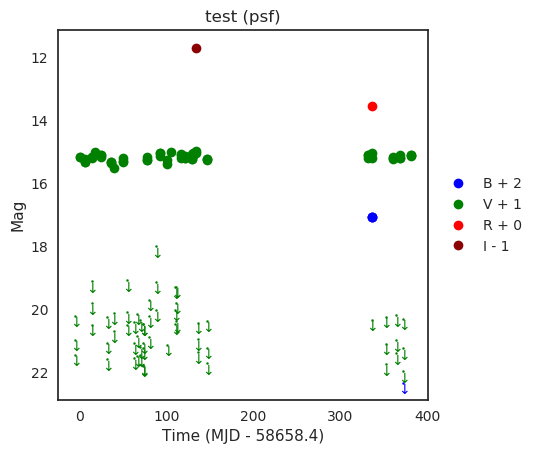 test (psf)
12
14
16
18
20
22
Mag
0
100
200
300
400
Time (MJD - 58658.4)
B + 2
V + 1
R + 0
I - 1